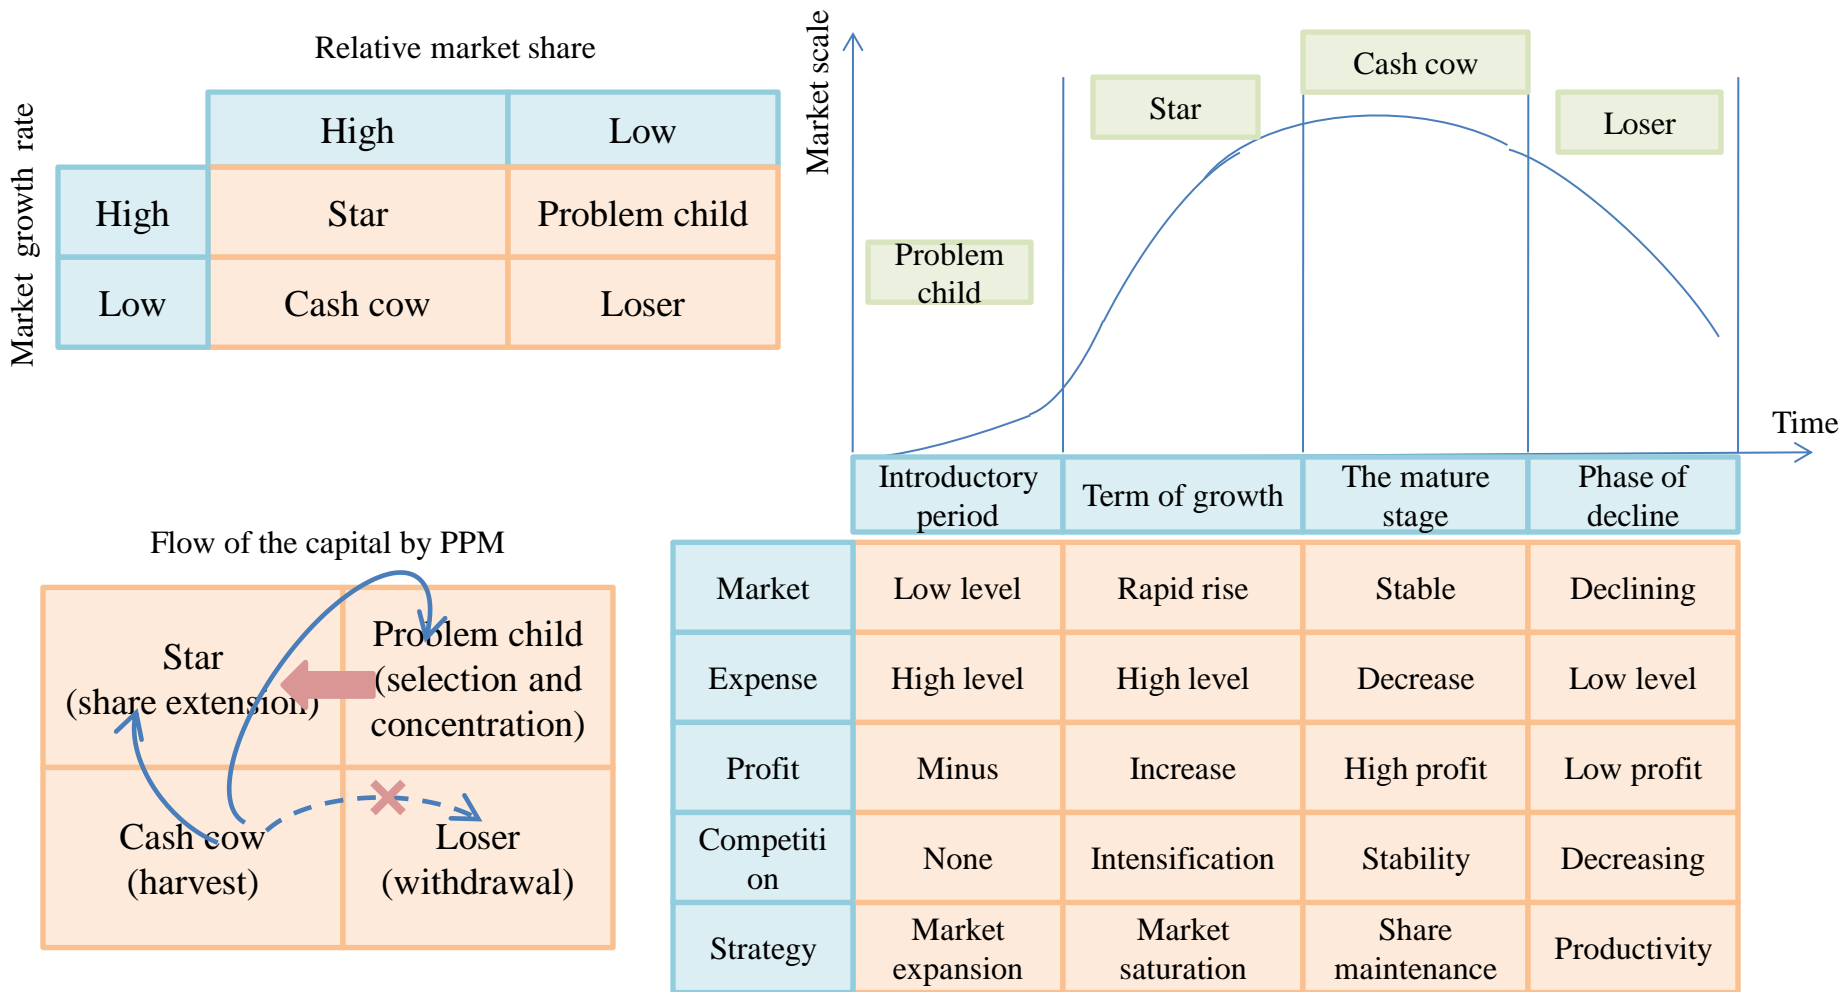 Relative market share
Market growth rate
High
Low
High
Star
Problem child
Low
Cash cow
Loser
Market scale
Problem
child
Star
Cash cow
Loser
Time
Introductory
period
Term of growth
The mature
stage
Phase of
decline
Market
Low level
Rapid rise
Stable
Declining
Expense
High level
High level
Decrease
Low level
Profit
Minus
Increase
High profit
Low profit
Competiti
on
None
Intensification
Stability
Decreasing
Strategy
Market
expansion
Market
saturation
Share
maintenance
Productivity
Flow of the capital by PPM
Star
(share extension)
Problem child
(selection and
concentration)
Cash cow
(harvest)
Loser
(withdrawal)